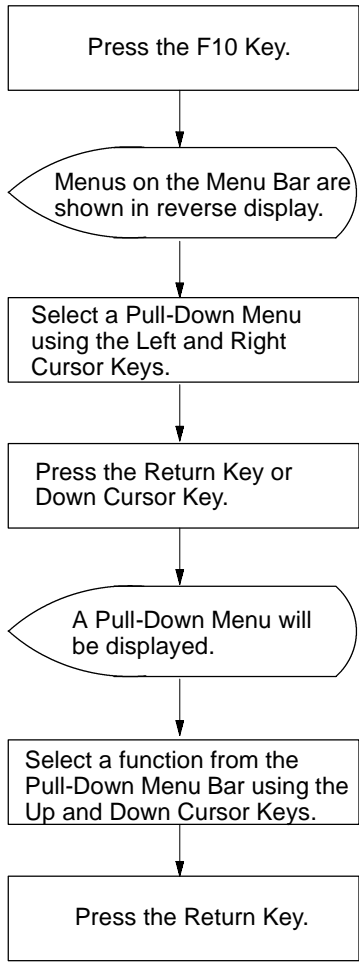 Press the F10 Key.
Menus on the Menu Bar are
shown in reverse display.
Select a Pull-Down Menu
using the Left and Right
Cursor Keys.
Press the Return Key or
Down Cursor Key.
A Pull-Down Menu will
be displayed.
Select a function from the
Pull-Down Menu Bar using the
Up and Down Cursor Keys.
Press the Return Key.